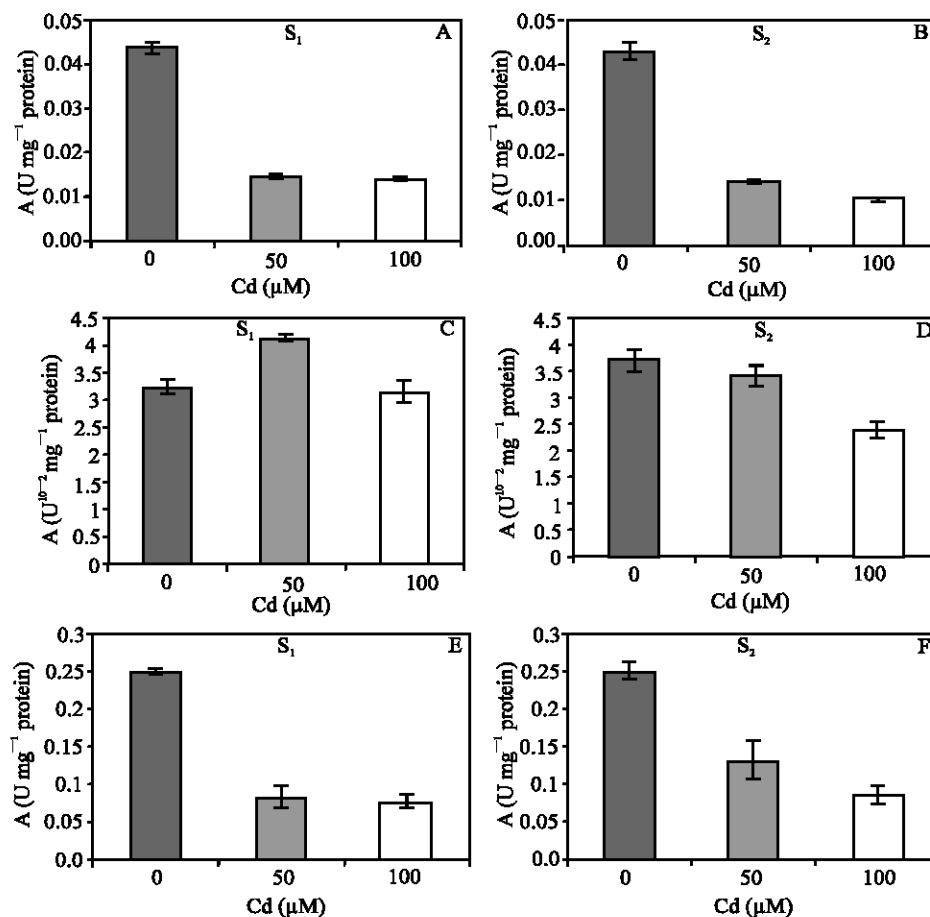 S₁
A
A (U mg⁻¹ protein)
0.05
0.04
0.03
0.02
0.01
0.00
0 50 100
Cd (µM)
S₂
B
A (U mg⁻¹ protein)
0.05
0.04
0.03
0.02
0.01
0.00
0 50 100
Cd (µM)
S₁
C
A (U¹⁰⁻² mg⁻¹ protein)
4.5
4
3.5
3
2.5
2
1.5
1
0.5
0
0 50 100
Cd (µM)
S₂
D
A (U¹⁰⁻² mg⁻¹ protein)
4.5
4
3.5
3
2.5
2
1.5
1
0.5
0
0 50 100
Cd (µM)
S₁
E
A (U mg⁻¹ protein)
0.3
0.25
0.2
0.15
0.1
0.05
0.0
0 50 100
Cd (µM)
S₂
F
A (U mg⁻¹ protein)
0.3
0.25
0.2
0.15
0.1
0.05
0.0
0 50 100
Cd (µM)